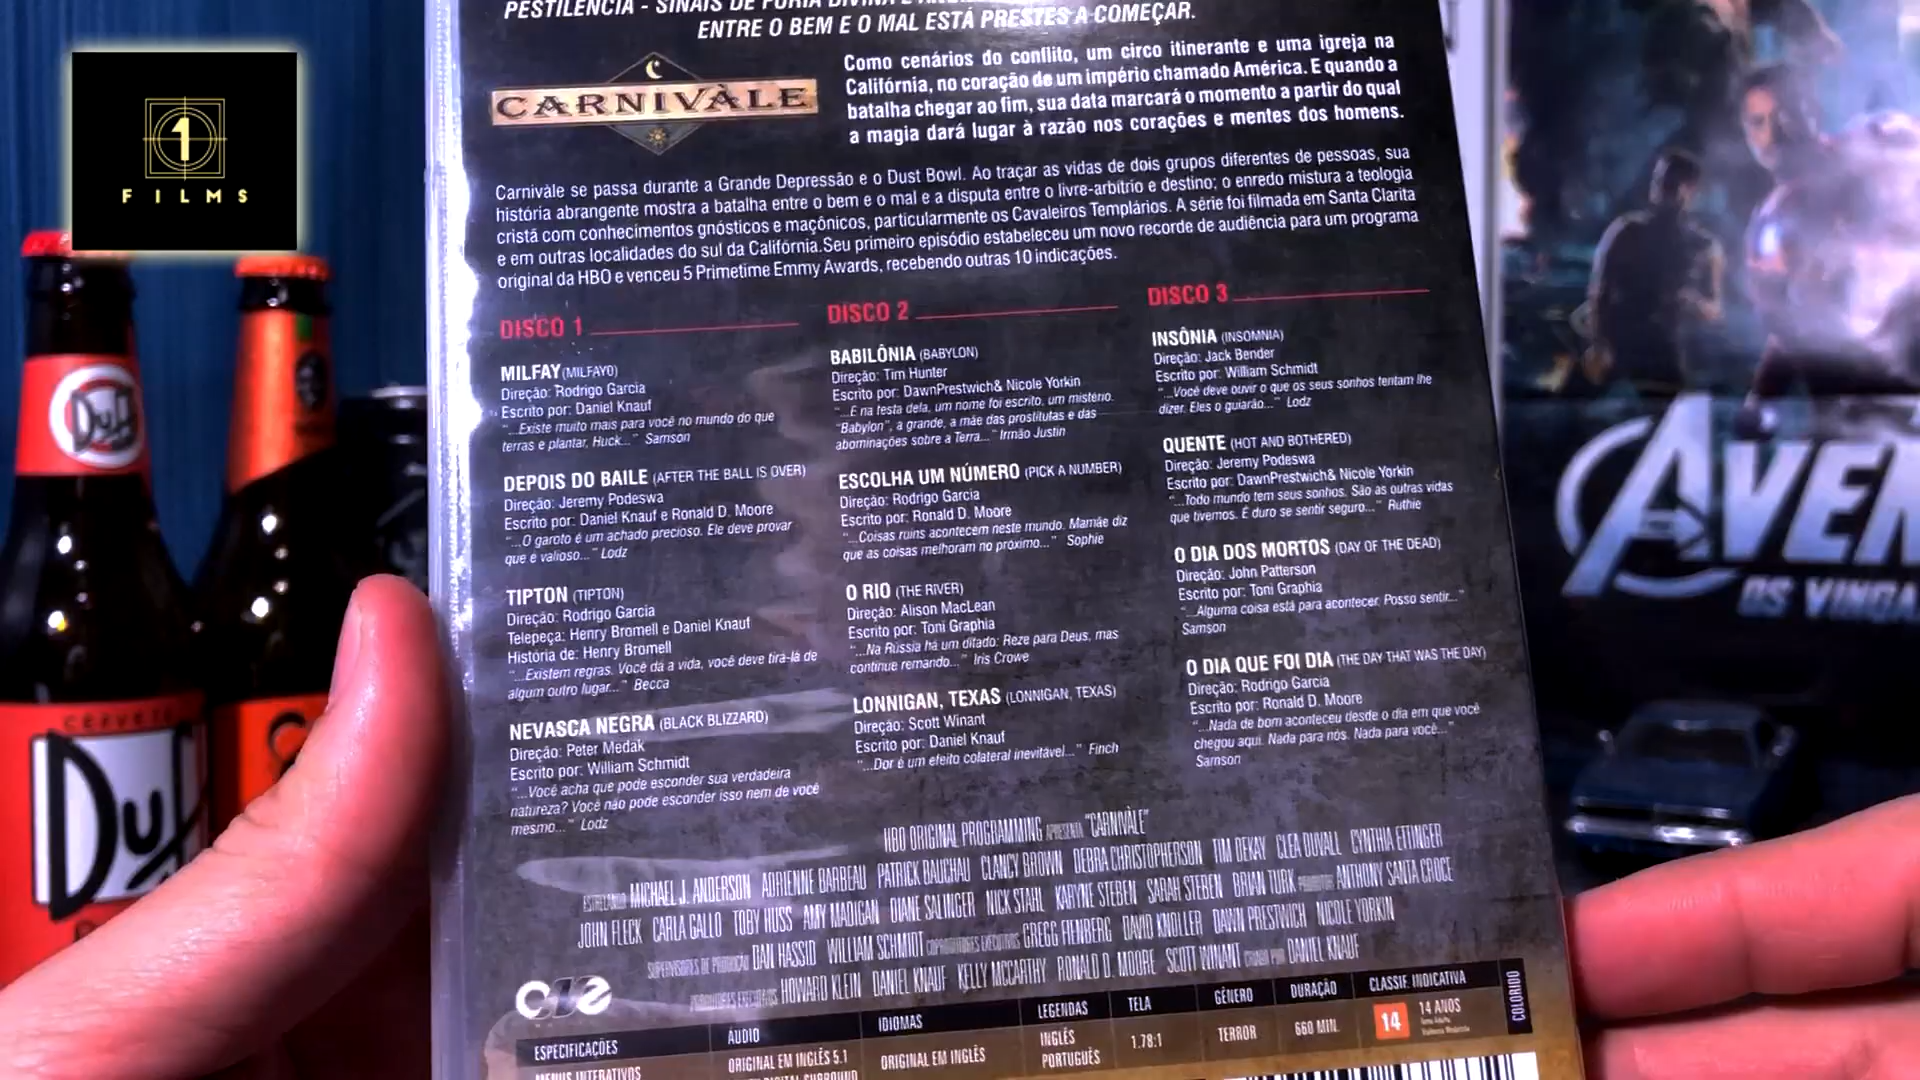 PESTILÊNCIA - SINAIS DE FÚRIA DIVINA E
ENTRE O BEM E O MAL ESTÁ PRESTES A COMEÇAR.
CARNIVÀLE
Como cenários do conflito, um circo itinerante e uma igreja na
Califórnia, no coração de um império chamado América. E quando a
batalha chegar ao fim, sua data marcará o momento a partir do qual
a magia dará lugar à razão nos corações e mentes dos homens.
Carnivàle se passa durante a Grande Depressão e o Dust Bowl. Ao traçar as vidas de dois grupos diferentes de pessoas, sua
história abrangente mostra a batalha entre o bem e o mal e a disputa entre o livre-arbítrio e destino; o enredo mistura a teologia
cristã com conhecimentos gnósticos e maçônicos, particularmente os Cavaleiros Templários. A série foi filmada em Santa Clarita
e em outras localidades do sul da Califórnia.Seu primeiro episódio estabeleceu um novo recorde de audiência para um programa
original da HBO e venceu 5 Primetime Emmy Awards, recebendo outras 10 indicações.
DISCO 1
MILFAY(MILFAYO)
Direção: Rodrigo Garcia
Escrito por: Daniel Knauf
"...Existe muito mais para você no mundo do que
terras e plantar, Huck..." Samson
DEPOIS DO BAILE (AFTER THE BALL IS OVER)
Direção: Jeremy Podeswa
Escrito por: Daniel Knauf e Ronald D. Moore
"...O garoto é um achado precioso. Ele deve provar
que é valioso..." Lodz
TIPTON (TIPTON)
Direção: Rodrigo Garcia
Telepeça: Henry Bromell e Daniel Knauf
História de: Henry Bromell
"...Existem regras. Você dá a vida, você deve tirá-la de
algum outro lugar..." Becca
NEVASCA NEGRA (BLACK BLIZZARD)
Direção: Peter Medak
Escrito por: William Schmidt
"...Você acha que pode esconder sua verdadeira
natureza? Você não pode esconder isso nem de você
mesmo..." Lodz
DISCO 2
BABILÔNIA (BABYLON)
Direção: Tim Hunter
Escrito por: DawnPrestwich& Nicole Yorkin
"...E na testa dela, um nome foi escrito, um mistério.
"Babylon", a grande, a mãe das prostitutas e das
abominações sobre a Terra..." Irmão Justin
ESCOLHA UM NÚMERO (PICK A NUMBER)
Direção: Rodrigo Garcia
Escrito por: Ronald D. Moore
"...Coisas ruins acontecem neste mundo. Mamãe diz
que as coisas melhoram no próximo..." Sophie
O RIO (THE RIVER)
Direção: Alison MacLean
Escrito por: Toni Graphia
"...Na Rússia há um ditado: Reze para Deus, mas
continue remando..." Iris Crowe
LONNIGAN, TEXAS (LONNIGAN, TEXAS)
Direção: Scott Winant
Escrito por: Daniel Knauf
"...Dor é um efeito colateral inevitável..." Finch
DISCO 3
INSÔNIA (INSOMNIA)
Direção: Jack Bender
Escrito por: William Schmidt
"...Você deve ouvir o que os seus sonhos tentam lhe
dizer. Eles o guiarão..." Lodz
QUENTE (HOT AND BOTHERED)
Direção: Jeremy Podeswa
Escrito por: DawnPrestwich& Nicole Yorkin
"...Todo mundo tem seus sonhos. São as outras vidas
que tivemos. É duro se sentir seguro..." Ruthie
O DIA DOS MORTOS (DAY OF THE DEAD)
Direção: John Patterson
Escrito por: Toni Graphia
"...Alguma coisa está para acontecer. Posso sentir..."
Samson
O DIA QUE FOI DIA (THE DAY THAT WAS THE DAY)
Direção: Rodrigo Garcia
Escrito por: Ronald D. Moore
"...Nada de bom aconteceu desde o dia em que você
chegou aqui. Nada para nós. Nada para você..."
Samson
HBO ORIGINAL PROGRAMMING APRESENTA "CARNIVÀLE"
ESTRELANDO MICHAEL J. ANDERSON ADRIENNE BARBEAU PATRICK BAUCHAU CLANCY BROWN DEBRA CHRISTOPHERSON TIM DEKAY CLEA DUVALL CYNTHIA ETTINGER
JOHN FLECK CARLA GALLO TOBY HUSS AMY MADIGAN DIANE SALINGER NICK STAHL KARYNE STEBEN SARAH STEBEN BRIAN TURK PRODUTOR ANTHONY SANTA CROCE
SUPERVISORES DE PRODUÇÃO DAN HASSID WILLIAM SCHMIDT COPRODUTORES EXECUTIVOS GREGG FIENBERG DAVID KNOLLER DAWN PRESTWICH NICOLE YORKIN
PRODUTORES EXECUTIVOS HOWARD KLEIN DANIEL KNAUF KELLY MCCARTHY RONALD D. MOORE SCOTT WINANT CRIADO POR DANIEL KNAUF
ESPECIFICAÇÕES
MENUS INTERATIVOS
ÁUDIO
ORIGINAL EM INGLÊS 5.1
DIGITAL SURROUND
IDIOMAS
ORIGINAL EM INGLÊS
LEGENDAS
INGLÊS
PORTUGUÊS
TELA
1.78:1
GÊNERO
TERROR
DURAÇÃO
660 MIN.
CLASSIF. INDICATIVA
14
14 ANOS
COLORIDO
1
FILMS
Duff
CERVEJA
Duff
AVEN
OS VINGA